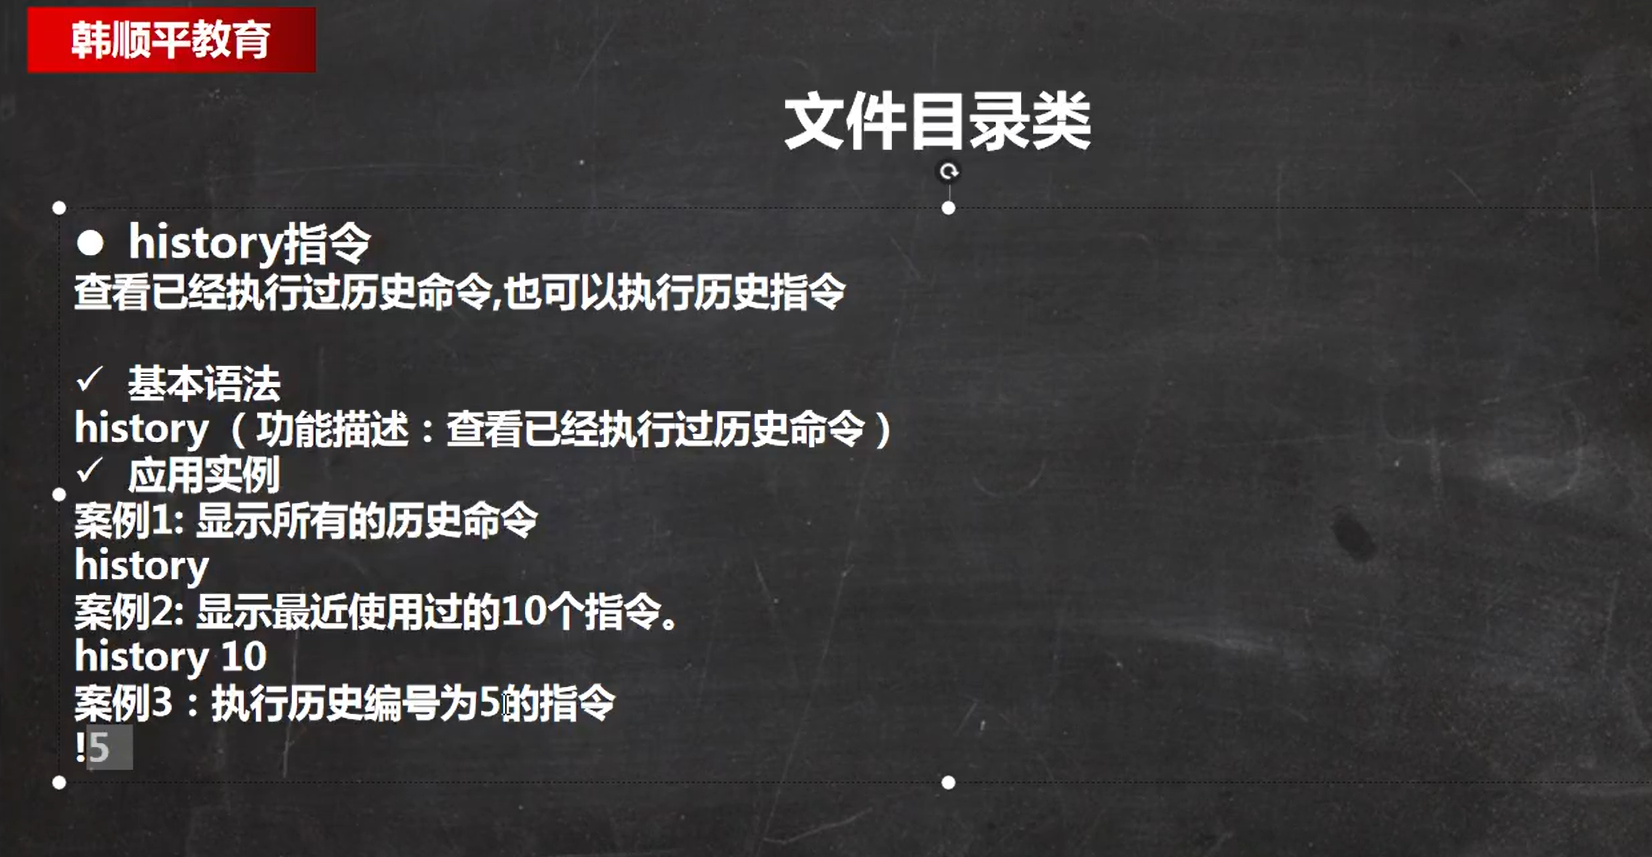 韩顺平教育
文件目录类
● history指令
查看已经执行过历史命令,也可以执行历史指令
✓ 基本语法
history （功能描述：查看已经执行过历史命令）
✓ 应用实例
案例1: 显示所有的历史命令
history
案例2: 显示最近使用过的10个指令。
history 10
案例3：执行历史编号为5的指令
!5